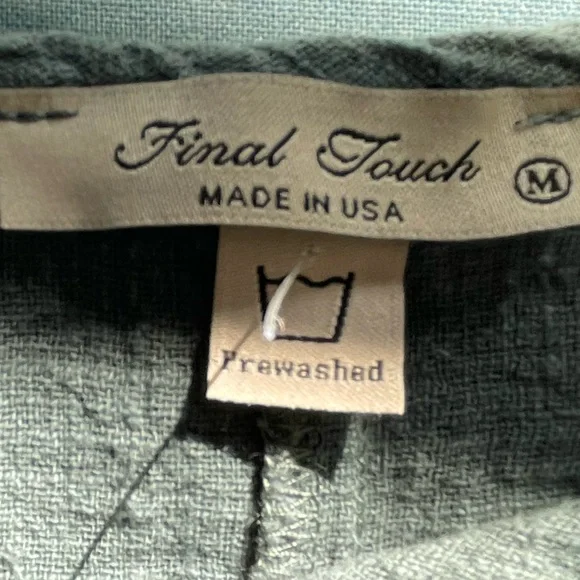 Final Touch
M
MADE IN USA
Prewashed